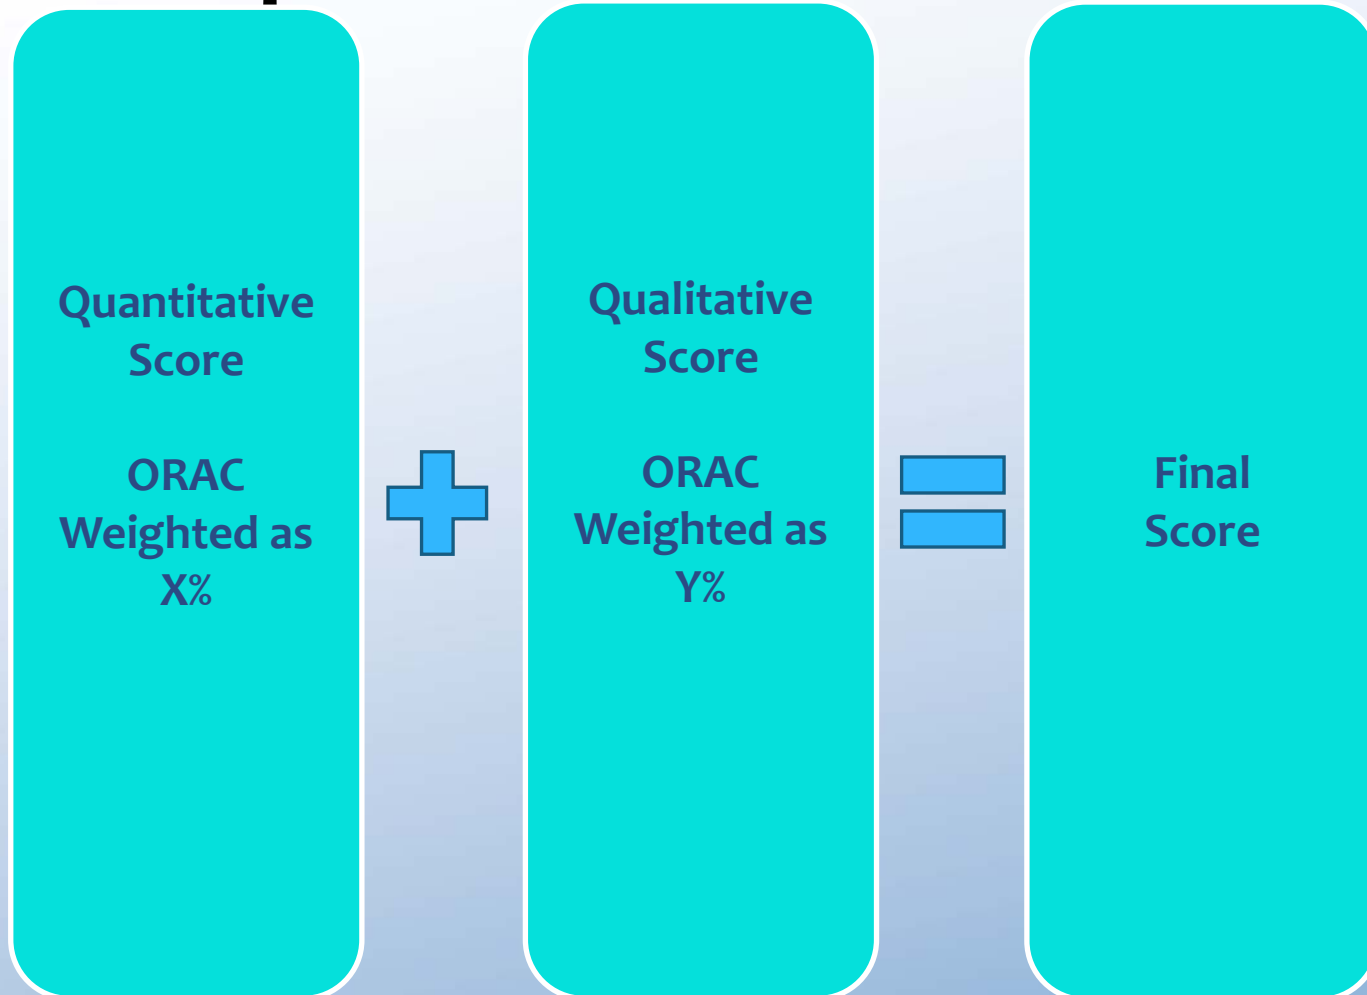 Quantitative
Score
ORAC
Weighted as
X%
Qualitative
Score
ORAC
Weighted as
Y%
Final
Score